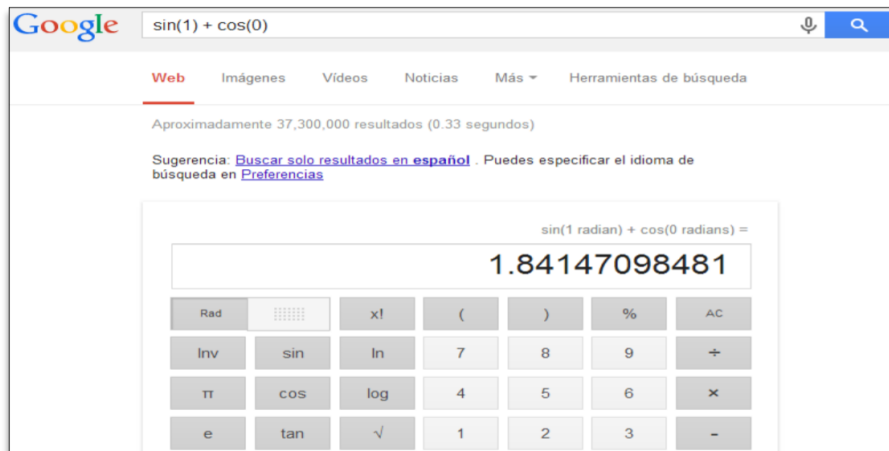 Google sin(1) + cos(0)
Web Imágenes Vídeos Noticias Más Herramientas de búsqueda
Aproximadamente 37,300,000 resultados (0.33 segundos)
Sugerencia: Buscar solo resultados en español . Puedes especificar el idioma de
búsqueda en Preferencias
sin(1 radian) + cos(0 radians) =
1.84147098481
Rad x! ( ) % AC
Inv sin ln 7 8 9 ÷
π cos log 4 5 6 ×
e tan √ 1 2 3 -